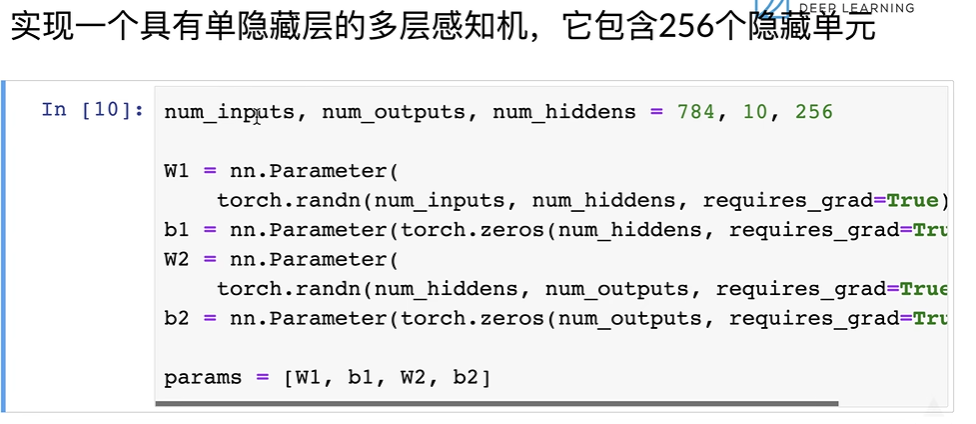 DEEP LEARNING
实现一个具有单隐藏层的多层感知机，它包含256个隐藏单元
In [10]: num_inputs, num_outputs, num_hiddens = 784, 10, 256
W1 = nn.Parameter(
torch.randn(num_inputs, num_hiddens, requires_grad=True)
b1 = nn.Parameter(torch.zeros(num_hiddens, requires_grad=Tru
W2 = nn.Parameter(
torch.randn(num_hiddens, num_outputs, requires_grad=True
b2 = nn.Parameter(torch.zeros(num_outputs, requires_grad=Tru
params = [W1, b1, W2, b2]